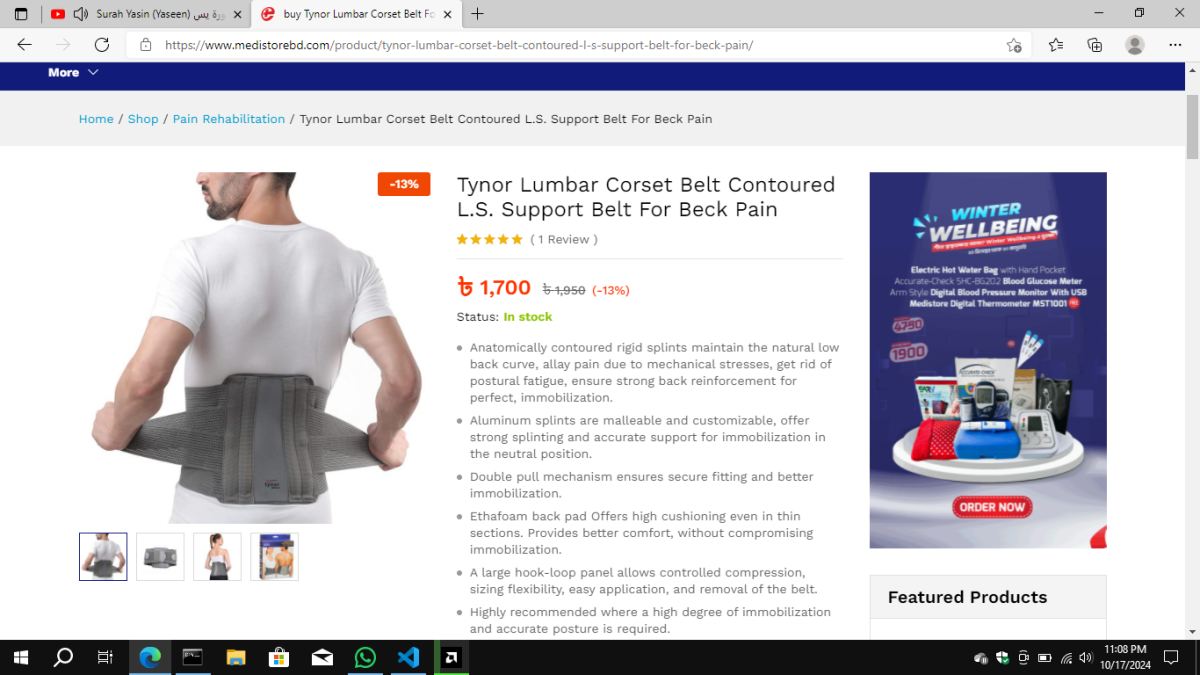 Surah Yasin (Yaseen) سورة يس
buy Tynor Lumbar Corset Belt Fo
https://www.medistorebd.com/product/tynor-lumbar-corset-belt-contoured-l-s-support-belt-for-beck-pain/
More
Home / Shop / Pain Rehabilitation / Tynor Lumbar Corset Belt Contoured L.S. Support Belt For Beck Pain
-13%
Tynor Lumbar Corset Belt Contoured
L.S. Support Belt For Beck Pain
( 1 Review )
৳ 1,700 ৳ 1,950 (-13%)
Status: In stock
Anatomically contoured rigid splints maintain the natural low
back curve, allay pain due to mechanical stresses, get rid of
postural fatigue, ensure strong back reinforcement for
perfect, immobilization.
Aluminum splints are malleable and customizable, offer
strong splinting and accurate support for immobilization in
the neutral position.
Double pull mechanism ensures secure fitting and better
immobilization.
Ethafoam back pad Offers high cushioning even in thin
sections. Provides better comfort, without compromising
immobilization.
A large hook-loop panel allows controlled compression,
sizing flexibility, easy application, and removal of the belt.
Highly recommended where a high degree of immobilization
and accurate posture is required.
WINTER
WELLBEING
Electric Hot Water Bag with Hand Pocket
Accurate-Check SHC-BG202 Blood Glucose Meter
Arm Style Digital Blood Pressure Monitor With USB
Medistore Digital Thermometer MST1001 FREE
4750
1900
ORDER NOW
Featured Products
11:08 PM
10/17/2024